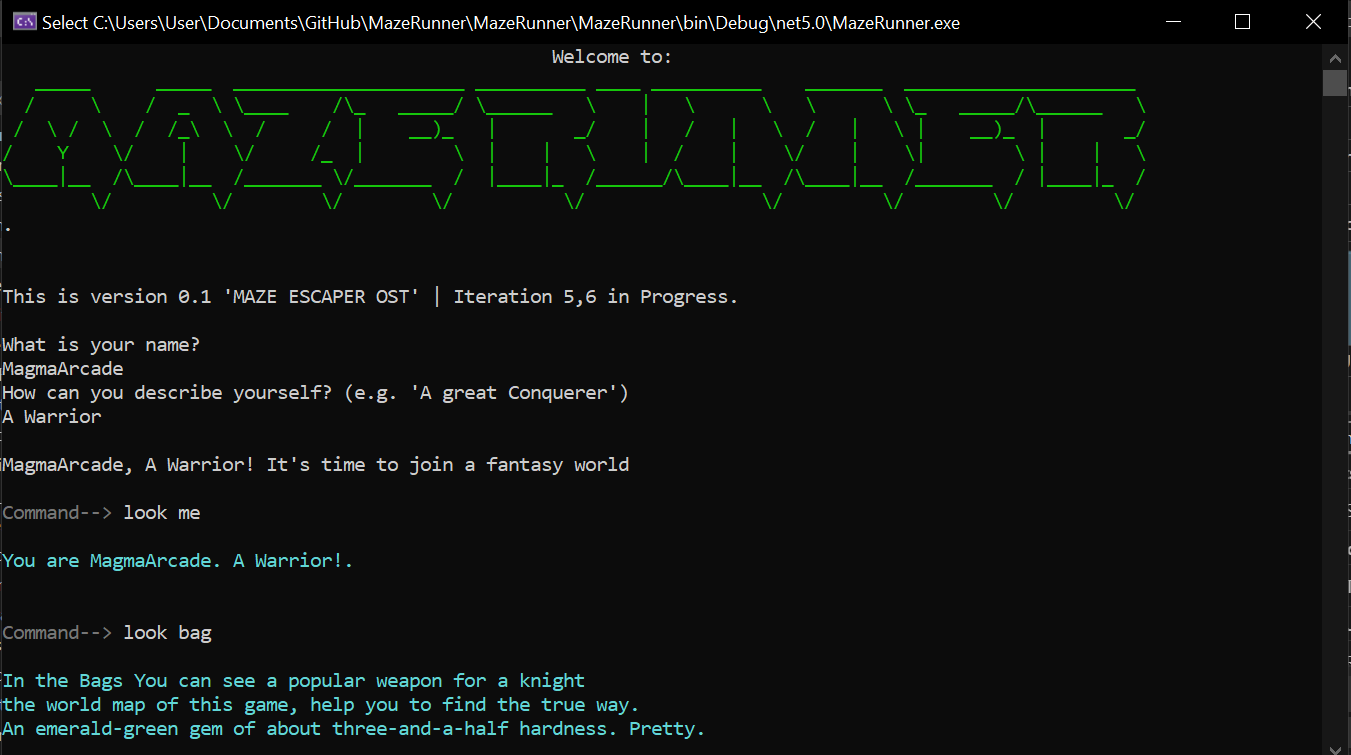 Select C:\Users\User\Documents\GitHub\MazeRunner\MazeRunner\MazeRunner\bin\Debug\net5.0\MazeRunner.exe
Welcome to:
MAZERUNNER
.
This is version 0.1 'MAZE ESCAPER OST' | Iteration 5,6 in Progress.
What is your name?
MagmaArcade
How can you describe yourself? (e.g. 'A great Conquerer')
A Warrior
MagmaArcade, A Warrior! It's time to join a fantasy world
Command--> look me
You are MagmaArcade. A Warrior!.
Command--> look bag
In the Bags You can see a popular weapon for a knight
the world map of this game, help you to find the true way.
An emerald-green gem of about three-and-a-half hardness. Pretty.